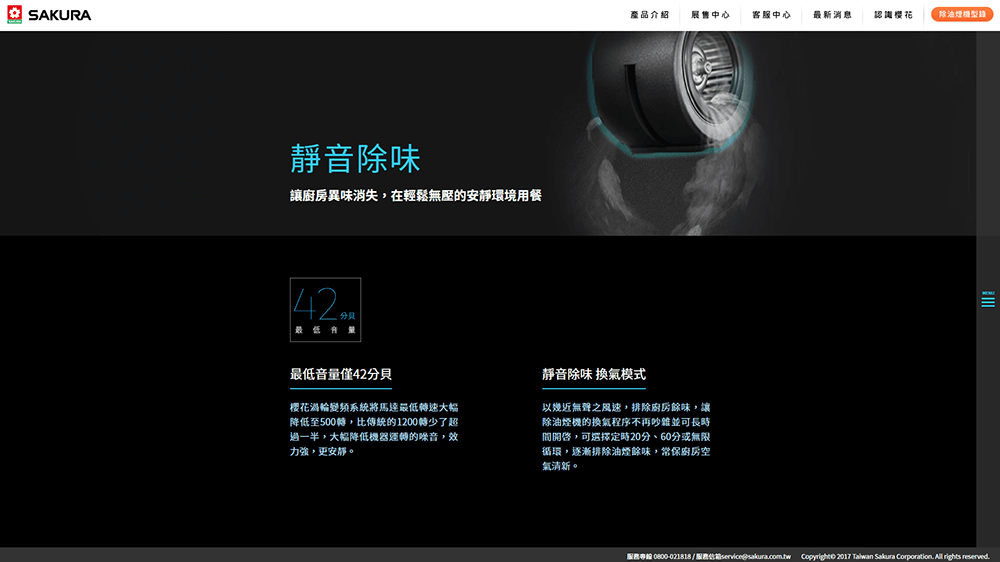 SAKURA
產品介紹
展售中心
客服中心
最新消息
認識櫻花
除油煙機型錄
靜音除味
讓廚房異味消失，在輕鬆無壓的安靜環境用餐
MENU
42分貝
最低音量
最低音量僅42分貝
櫻花渦輪變頻系統將馬達最低轉速大幅
降低至500轉，比傳統的1200轉少了超
過一半，大幅降低機器運轉的噪音，效
力強，更安靜。
靜音除味 換氣模式
以幾近無聲之風速，排除廚房餘味，讓
除油煙機的換氣程序不再吵雜並可長時
間開啓，可選擇定時20分、60分或無限
循環，逐漸排除油煙餘味，常保廚房空
氣清新。
服務專線 0800-021818 / 服務信箱service@sakura.com.tw Copyright© 2017 Taiwan Sakura Corporation. All rights reserved.